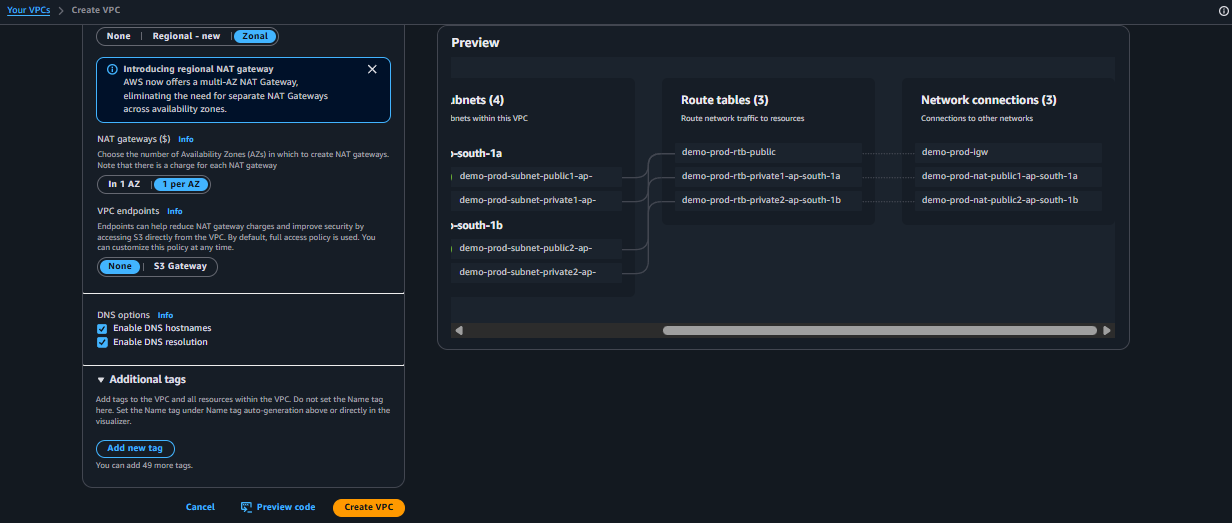 Your VPCs > Create VPC
None | Regional - new | Zonal
Introducing regional NAT gateway
AWS now offers a multi-AZ NAT Gateway,
eliminating the need for separate NAT Gateways
across availability zones.
NAT gateways ($) Info
Choose the number of Availability Zones (AZs) in which to create NAT gateways.
Note that there is a charge for each NAT gateway
In 1 AZ | 1 per AZ
VPC endpoints Info
Endpoints can help reduce NAT gateway charges and improve security by
accessing S3 directly from the VPC. By default, full access policy is used. You
can customize this policy at any time.
None | S3 Gateway
DNS options Info
Enable DNS hostnames
Enable DNS resolution
Additional tags
Add tags to the VPC and all resources within the VPC. Do not set the Name tag
here. Set the Name tag under Name tag auto-generation above or directly in the
visualizer.
Add new tag
You can add 49 more tags.
Cancel
Preview code
Create VPC
Preview
ubnets (4)
bnets within this VPC
-south-1a
demo-prod-subnet-public1-ap-
demo-prod-subnet-private1-ap-
-south-1b
demo-prod-subnet-public2-ap-
demo-prod-subnet-private2-ap-
Route tables (3)
Route network traffic to resources
demo-prod-rtb-public
demo-prod-rtb-private1-ap-south-1a
demo-prod-rtb-private2-ap-south-1b
Network connections (3)
Connections to other networks
demo-prod-igw
demo-prod-nat-public1-ap-south-1a
demo-prod-nat-public2-ap-south-1b